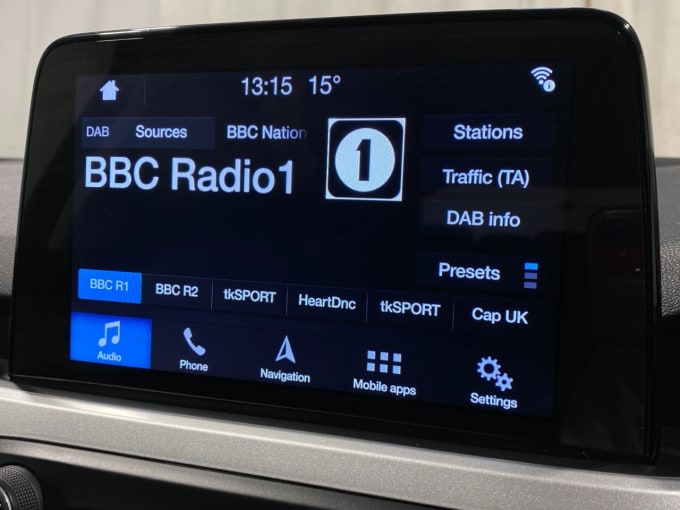 13:15 15°
DAB Sources BBC Nation
BBC Radio1
1
Stations
Traffic (TA)
DAB info
Presets
BBC R1 BBC R2 tkSPORT HeartDnc tkSPORT Cap UK
Audio Phone Navigation Mobile apps Settings